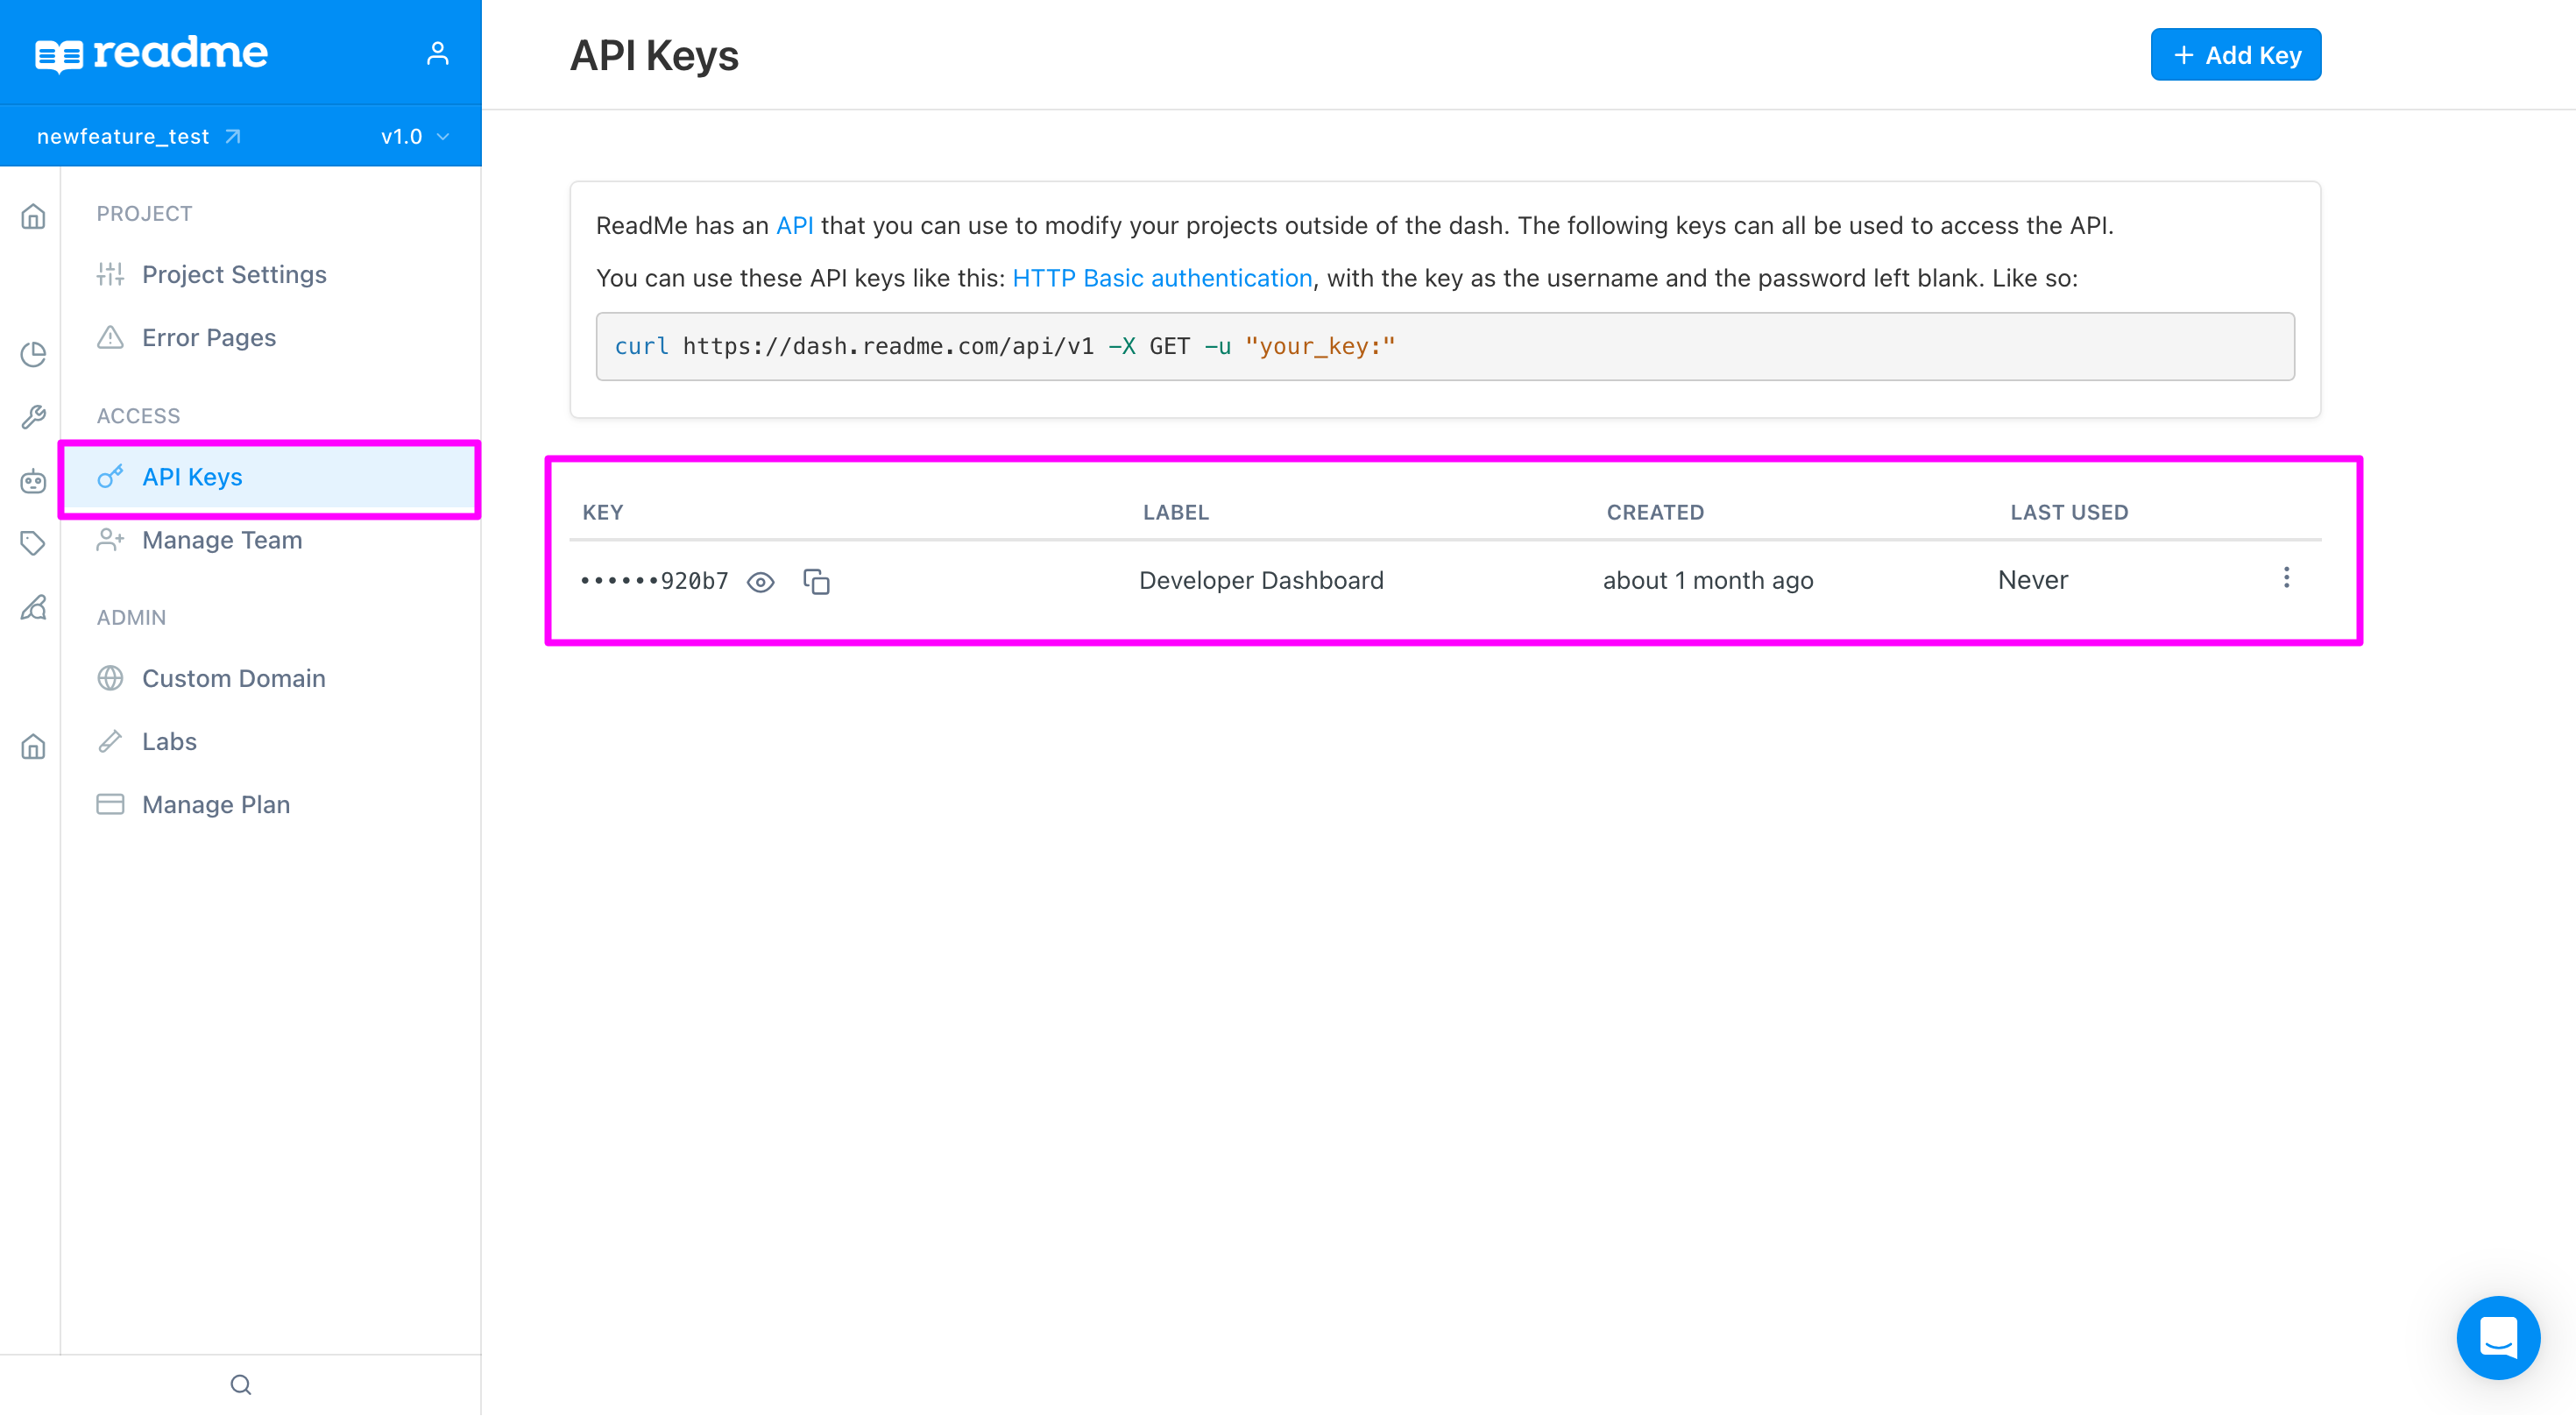 readme
newfeature_test
v1.0
PROJECT
Project Settings
Error Pages
ACCESS
API Keys
Manage Team
ADMIN
Custom Domain
Labs
Manage Plan
API Keys
+ Add Key
ReadMe has an API that you can use to modify your projects outside of the dash. The following keys can all be used to access the API.
You can use these API keys like this: HTTP Basic authentication, with the key as the username and the password left blank. Like so:
curl https://dash.readme.com/api/v1 -X GET -u "your_key:"
KEY LABEL CREATED LAST USED
••••••920b7 Developer Dashboard about 1 month ago Never